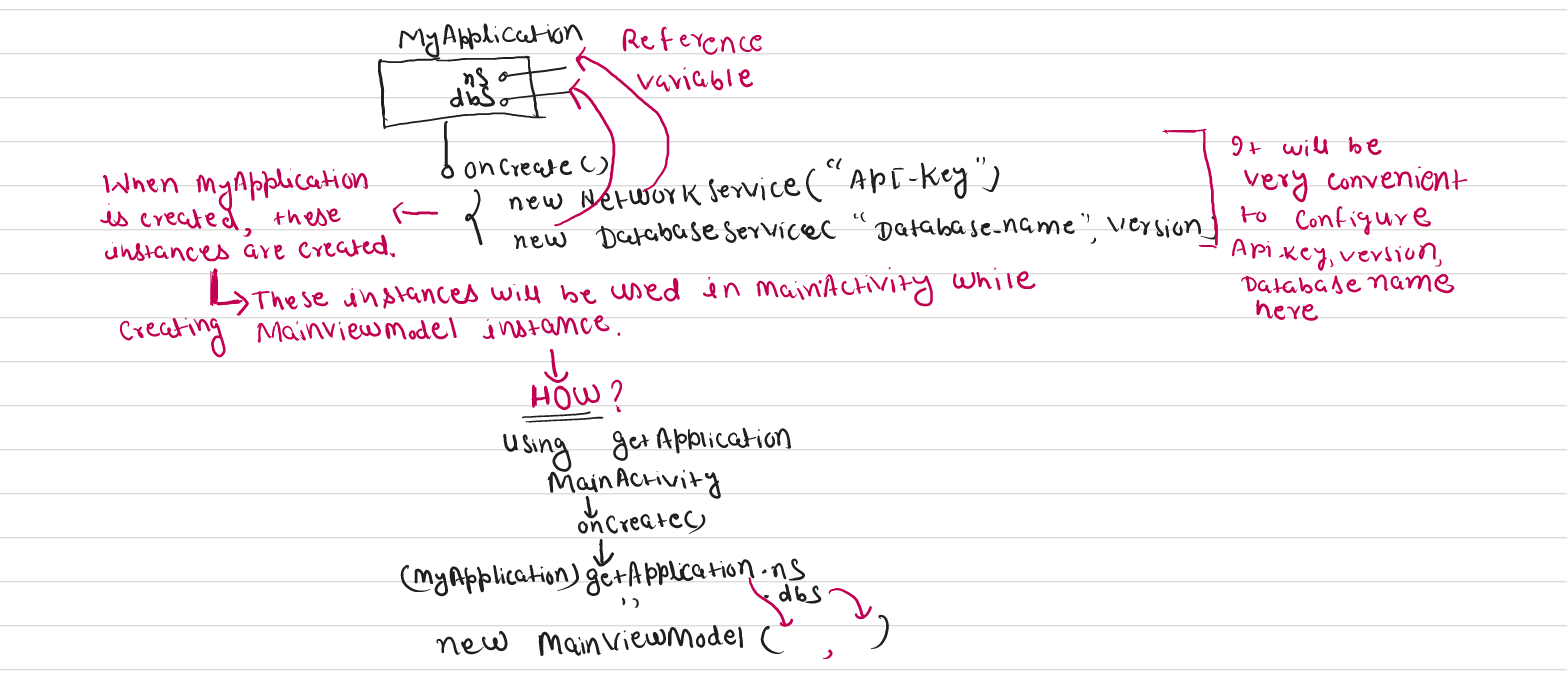 MyApplication
Reference
variable
ns
dbs
onCreate()
new NetworkService("API-Key")
new DatabaseService( "Database-name", version)
When MyApplication
is created, these
instances are created.
It will be
very convenient
to configure
Api-key, version,
Database name
here
These instances will be used in mainActivity while
Creating MainViewModel instance.
HOW?
using getApplication
MainActivity
onCreate()
(MyApplication) getApplication.ns
" .dbs
new MainViewModel ( , )